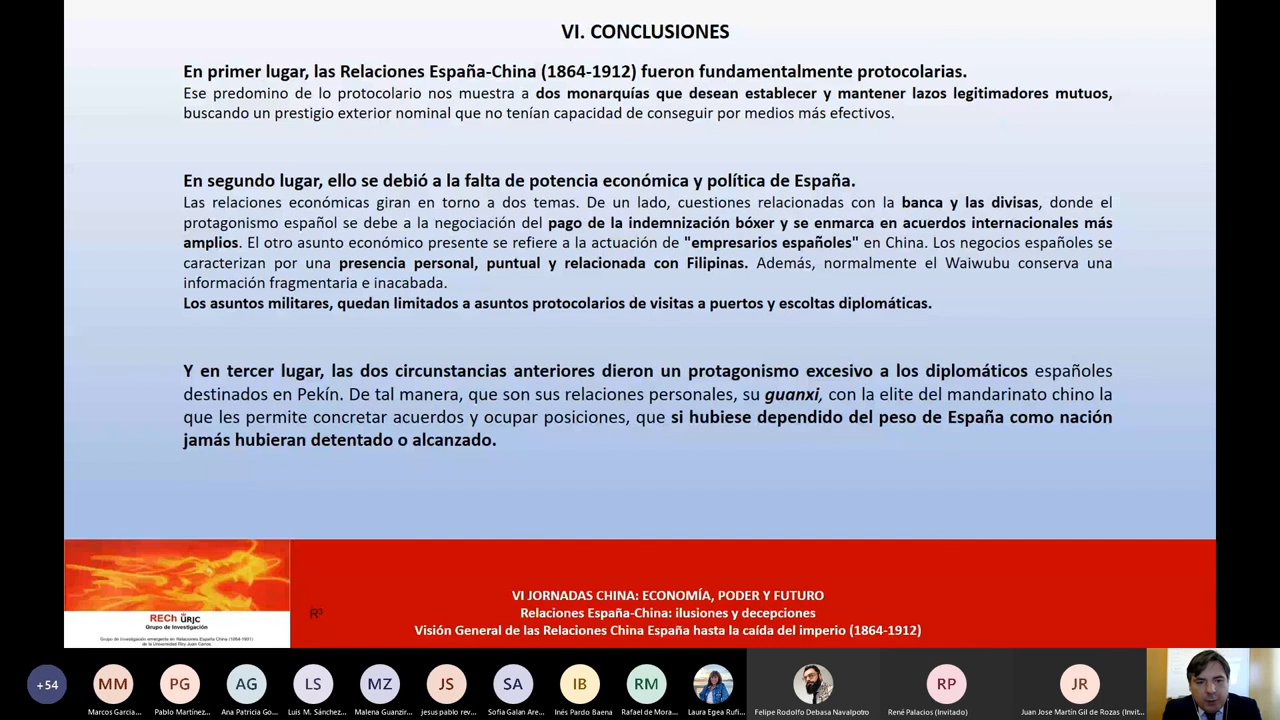 VI. CONCLUSIONES
En primer lugar, las Relaciones España-China (1864-1912) fueron fundamentalmente protocolarias.
Ese predomino de lo protocolario nos muestra a dos monarquías que desean establecer y mantener lazos legitimadores mutuos,
buscando un prestigio exterior nominal que no tenían capacidad de conseguir por medios más efectivos.
En segundo lugar, ello se debió a la falta de potencia económica y política de España.
Las relaciones económicas giran en torno a dos temas. De un lado, cuestiones relacionadas con la banca y las divisas, donde el
protagonismo español se debe a la negociación del pago de la indemnización bóxer y se enmarca en acuerdos internacionales más
amplios. El otro asunto económico presente se refiere a la actuación de "empresarios españoles" en China. Los negocios españoles se
caracterizan por una presencia personal, puntual y relacionada con Filipinas. Además, normalmente el Waiwubu conserva una
información fragmentaria e inacabada.
Los asuntos militares, quedan limitados a asuntos protocolarios de visitas a puertos y escoltas diplomáticas.
Y en tercer lugar, las dos circunstancias anteriores dieron un protagonismo excesivo a los diplomáticos españoles
destinados en Pekín. De tal manera, que son sus relaciones personales, su guanxi, con la elite del mandarinato chino la
que les permite concretar acuerdos y ocupar posiciones, que si hubiese dependido del peso de España como nación
jamás hubieran detentado o alcanzado.
RECh URJC
Grupo de Investigación
Grupo de Investigación emergente en Relaciones España China (1864-1931)
de la Universidad Rey Juan Carlos.
R³
VI JORNADAS CHINA: ECONOMÍA, PODER Y FUTURO
Relaciones España-China: ilusiones y decepciones
Visión General de las Relaciones China España hasta la caída del imperio (1864-1912)
+54 MM PG AG LS MZ JS SA IB RM RP JR
Marcos Garcia... Pablo Martínez... Ana Patricia Go... Luis M. Sánchez... Malena Guanzir... jesus pablo rev... Sofia Galan Are... Inés Pardo Baena Rafael de Mora... Laura Egea Rufi... Felipe Rodolfo Debasa Navalpotro René Palacios (Invitado) Juan Jose Martín Gil de Rozas (Invit...